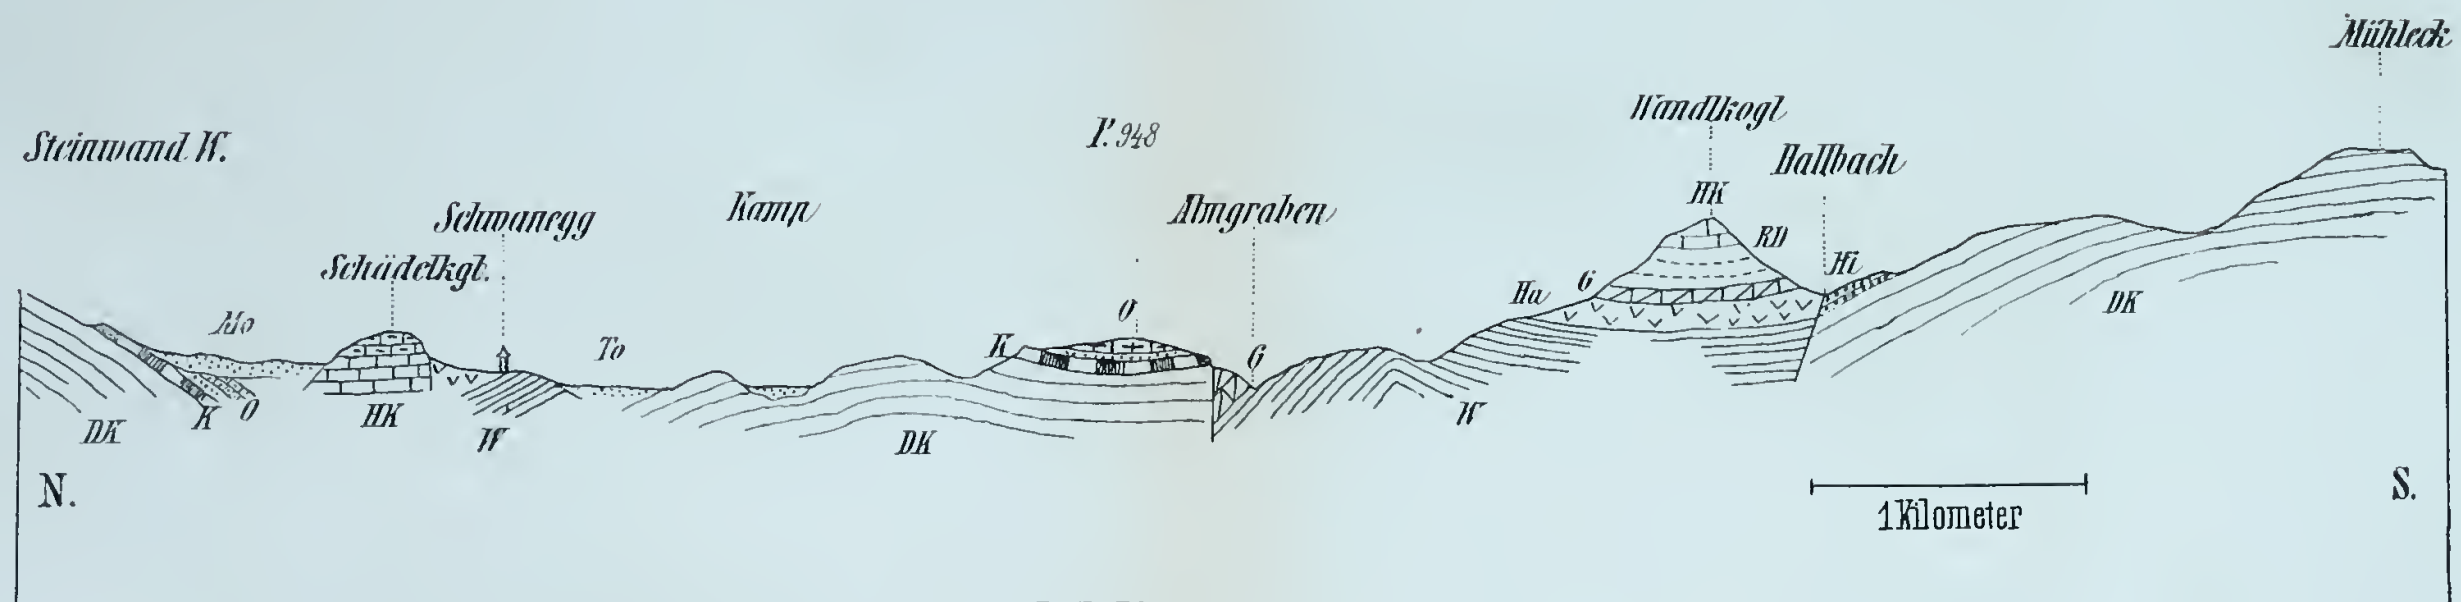 Mühleck
Wandlkogl
P. 948
Steinwand W.
Dallbach
HK
Kamp
Schwanegg
Almgraben
RD
Schädelkgl.
Hi
G
Ha
O
DK
Mo
To
K
G
K
O
HK
W
W
DK
DK
N.
S.
1 Kilometer